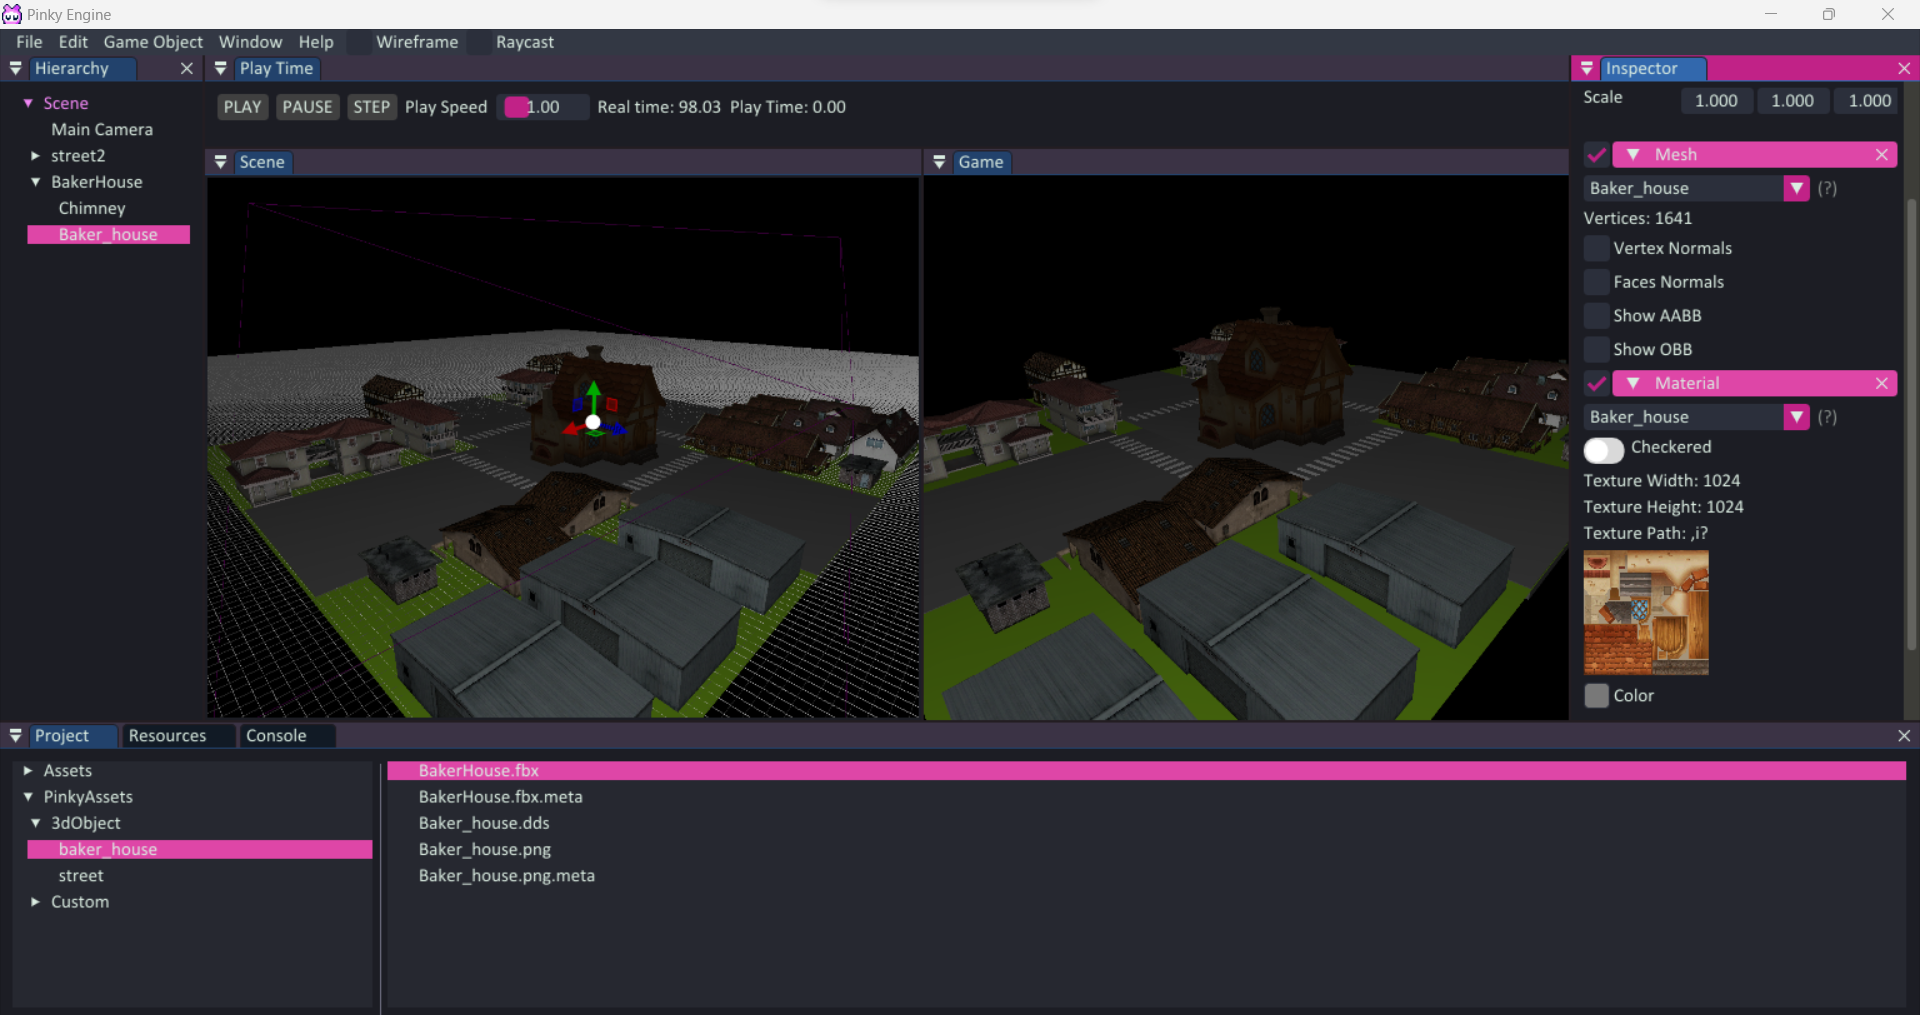 Pinky Engine
File Edit Game Object Window Help Wireframe Raycast
Hierarchy
Scene
Main Camera
street2
BakerHouse
Chimney
Baker_house
Play Time
PLAY PAUSE STEP Play Speed 1.00 Real time: 98.03 Play Time: 0.00
Scene
Game
Inspector
Scale 1.000 1.000 1.000
Mesh
Baker_house (?)
Vertices: 1641
Vertex Normals
Faces Normals
Show AABB
Show OBB
Material
Baker_house (?)
Checkered
Texture Width: 1024
Texture Height: 1024
Texture Path: ,i?
Color
Project Resources Console
Assets
PinkyAssets
3dObject
baker_house
street
Custom
BakerHouse.fbx
BakerHouse.fbx.meta
Baker_house.dds
Baker_house.png
Baker_house.png.meta